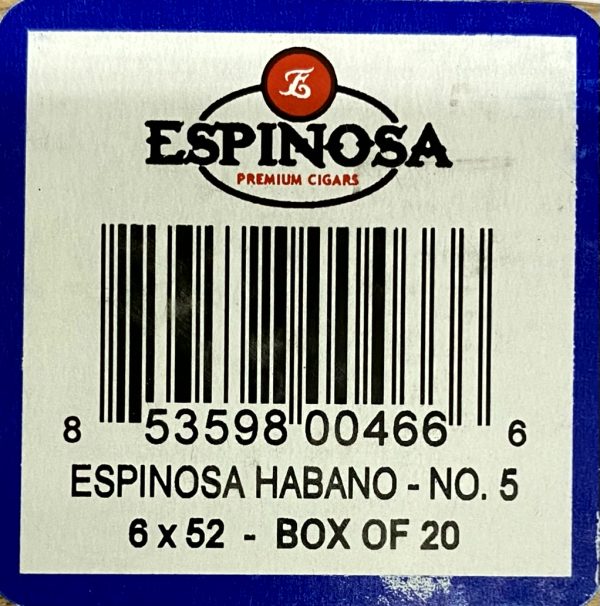 E
ESPINOSA
PREMIUM CIGARS
8 53598 00466 6
ESPINOSA HABANO - NO. 5
6 x 52 - BOX OF 20